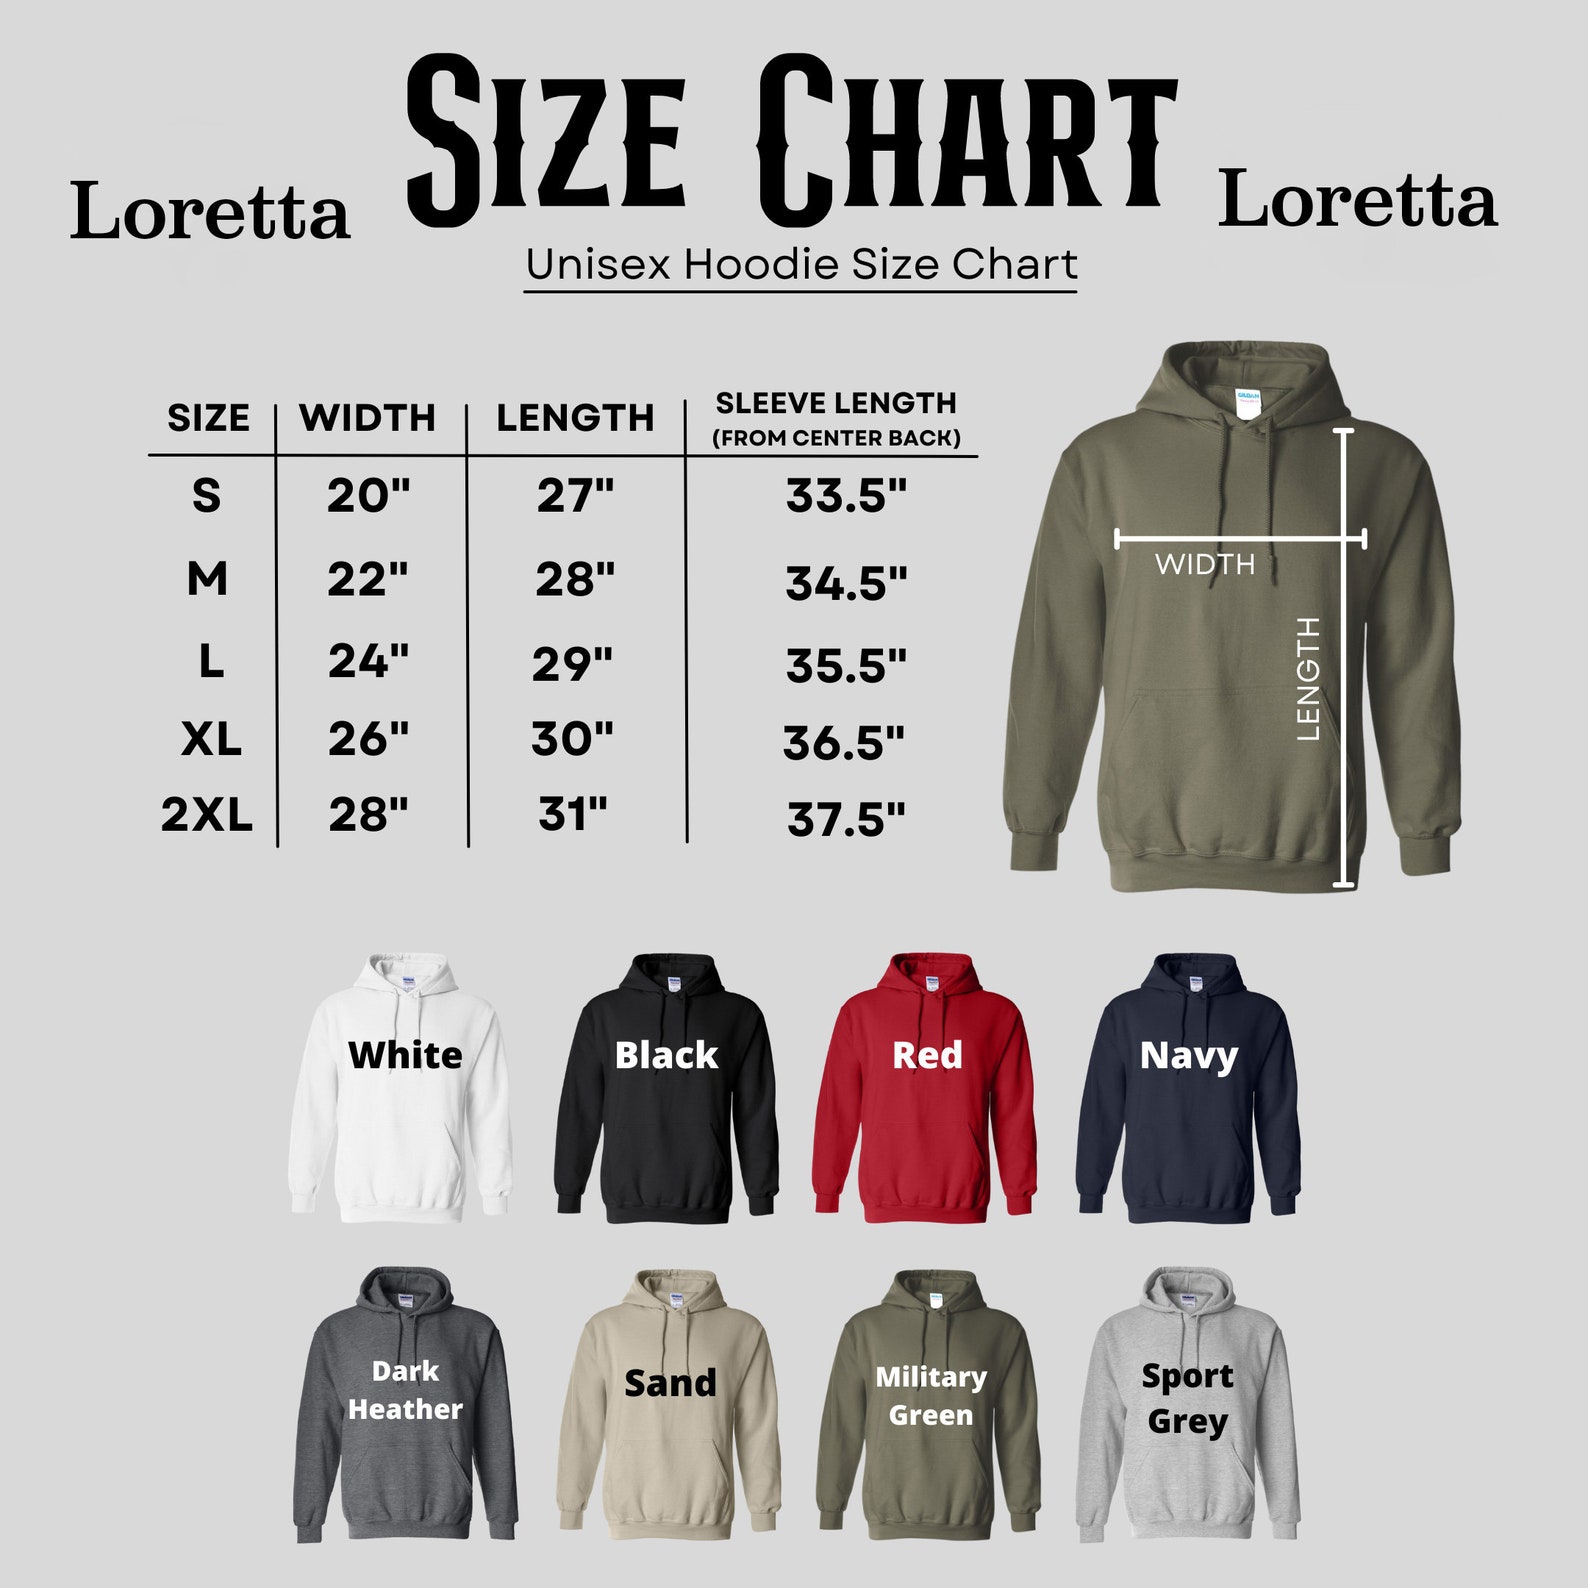 Size Chart
Loretta
Loretta
Unisex Hoodie Size Chart
SIZE WIDTH LENGTH SLEEVE LENGTH
(FROM CENTER BACK)
S 20" 27" 33.5"
M 22" 28" 34.5"
L 24" 29" 35.5"
XL 26" 30" 36.5"
2XL 28" 31" 37.5"
GILDAN
WIDTH
LENGTH
White
Black
Red
Navy
Dark
Heather
Sand
Military
Green
Sport
Grey